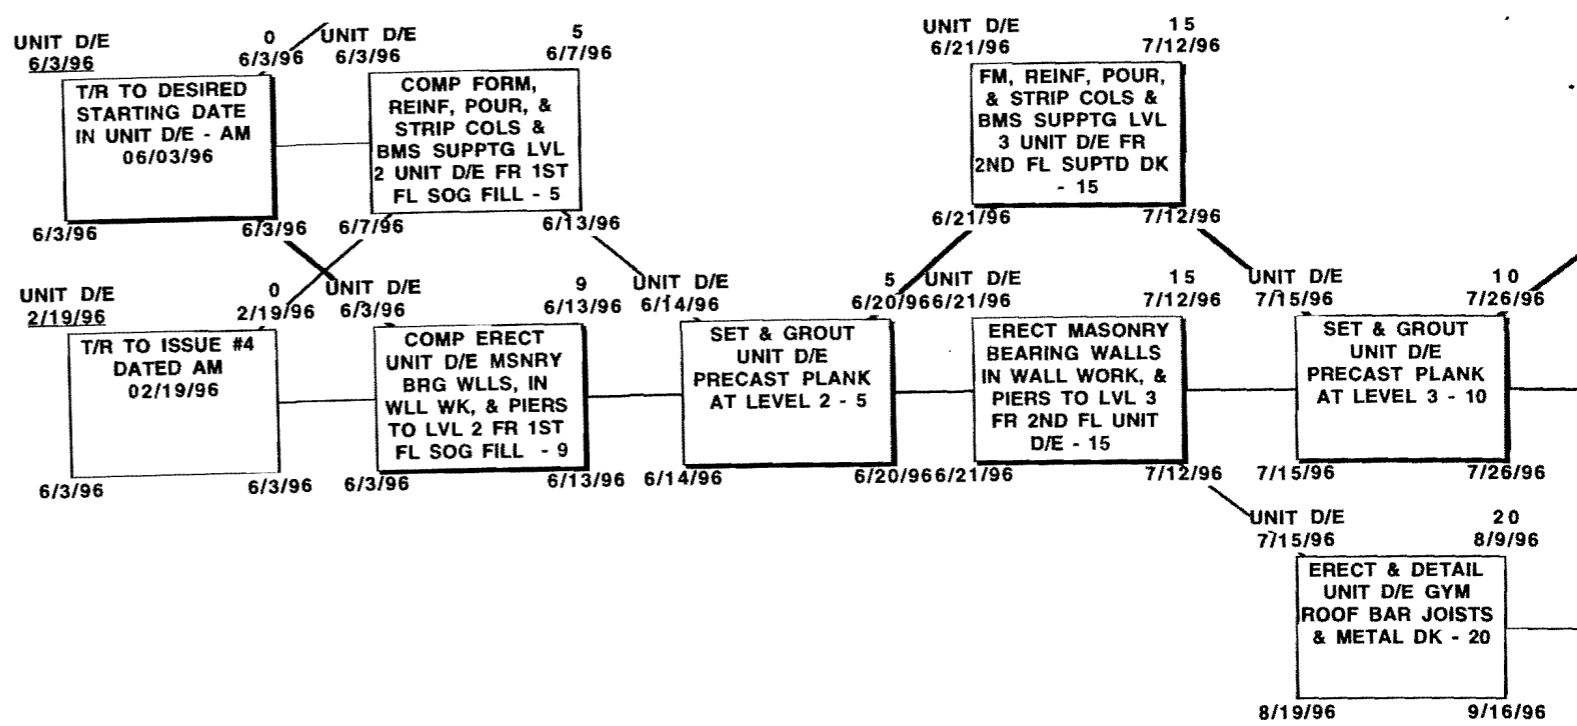 UNIT D/E 0
6/3/96 6/3/96
T/R TO DESIRED
STARTING DATE
IN UNIT D/E - AM
06/03/96
6/3/96 6/3/96
UNIT D/E 5
6/3/96 6/7/96
COMP FORM,
REINF, POUR, &
STRIP COLS &
BMS SUPPTG LVL
2 UNIT D/E FR 1ST
FL SOG FILL - 5
6/7/96 6/13/96
UNIT D/E 15
6/21/96 7/12/96
FM, REINF, POUR,
& STRIP COLS &
BMS SUPPTG LVL
3 UNIT D/E FR
2ND FL SUPTD DK
- 15
6/21/96 7/12/96
UNIT D/E 0
2/19/96 2/19/96
T/R TO ISSUE #4
DATED AM
02/19/96
6/3/96 6/3/96
UNIT D/E 9
6/3/96 6/13/96
COMP ERECT
UNIT D/E MSNRY
BRG WLLS, IN
WLL WK, & PIERS
TO LVL 2 FR 1ST
FL SOG FILL - 9
6/3/96 6/13/96
UNIT D/E 5
6/14/96 6/20/96
SET & GROUT
UNIT D/E
PRECAST PLANK
AT LEVEL 2 - 5
6/14/96 6/20/96
UNIT D/E 15
6/21/96 7/12/96
ERECT MASONRY
BEARING WALLS
IN WALL WORK, &
PIERS TO LVL 3
FR 2ND FL UNIT
D/E - 15
6/21/96 7/12/96
UNIT D/E 10
7/15/96 7/26/96
SET & GROUT
UNIT D/E
PRECAST PLANK
AT LEVEL 3 - 10
7/15/96 7/26/96
UNIT D/E 20
7/15/96 8/9/96
ERECT & DETAIL
UNIT D/E GYM
ROOF BAR JOISTS
& METAL DK - 20
8/19/96 9/16/96